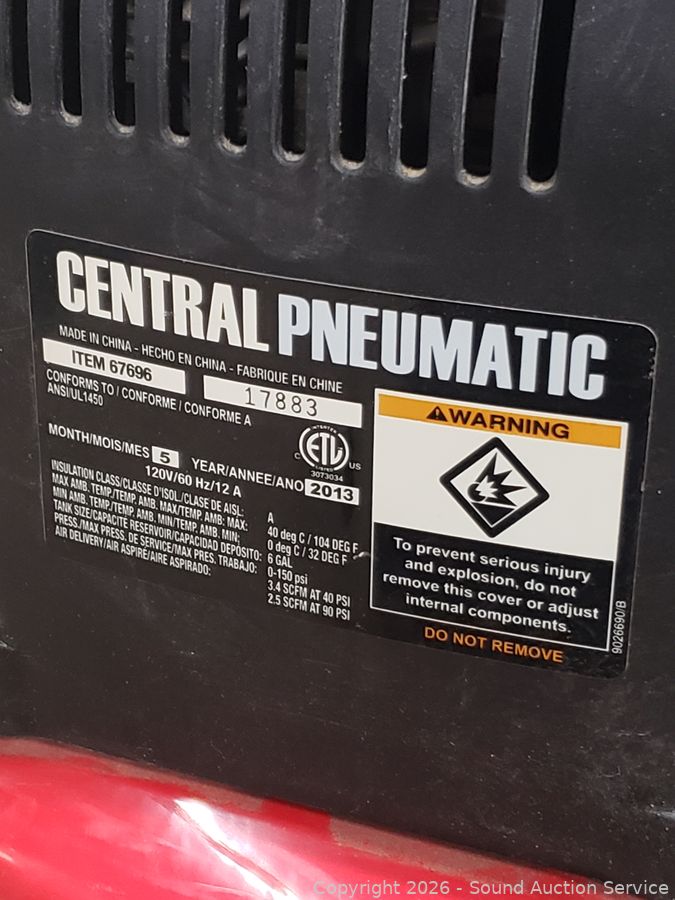 CENTRAL PNEUMATIC
MADE IN CHINA - HECHO EN CHINA - FABRIQUE EN CHINE
ITEM 67696
17883
CONFORMS TO / CONFORME / CONFORME A
ANSI/UL1450
INTERTEK
C ETL US
LISTED
3073034
MONTH/MOIS/MES 5 YEAR/ANNEE/ANO 2013
120V/60 Hz/12 A
INSULATION CLASS/CLASSE D'ISOL./CLASE DE AISL: A
MAX AMB. TEMP/TEMP. AMB. MAX/TEMP. AMB. MÁX: 40 deg C / 104 DEG F
MIN AMB. TEMP/TEMP. AMB. MIN/TEMP. AMB. MIN: 0 deg C / 32 DEG F
TANK SIZE/CAPACITE RESERVOIR/CAPACIDAD DEPÓSITO: 6 GAL
PRESS./MAX PRESS. DE SERVICE/MAX PRES. TRABAJO: 0-150 psi
AIR DELIVERY/AIR ASPIRE/AIRE ASPIRADO: 3.4 SCFM AT 40 PSI
2.5 SCFM AT 90 PSI
WARNING
To prevent serious injury
and explosion, do not
remove this cover or adjust
internal components.
DO NOT REMOVE
9026690/B
Copyright 2026 - Sound Auction Service